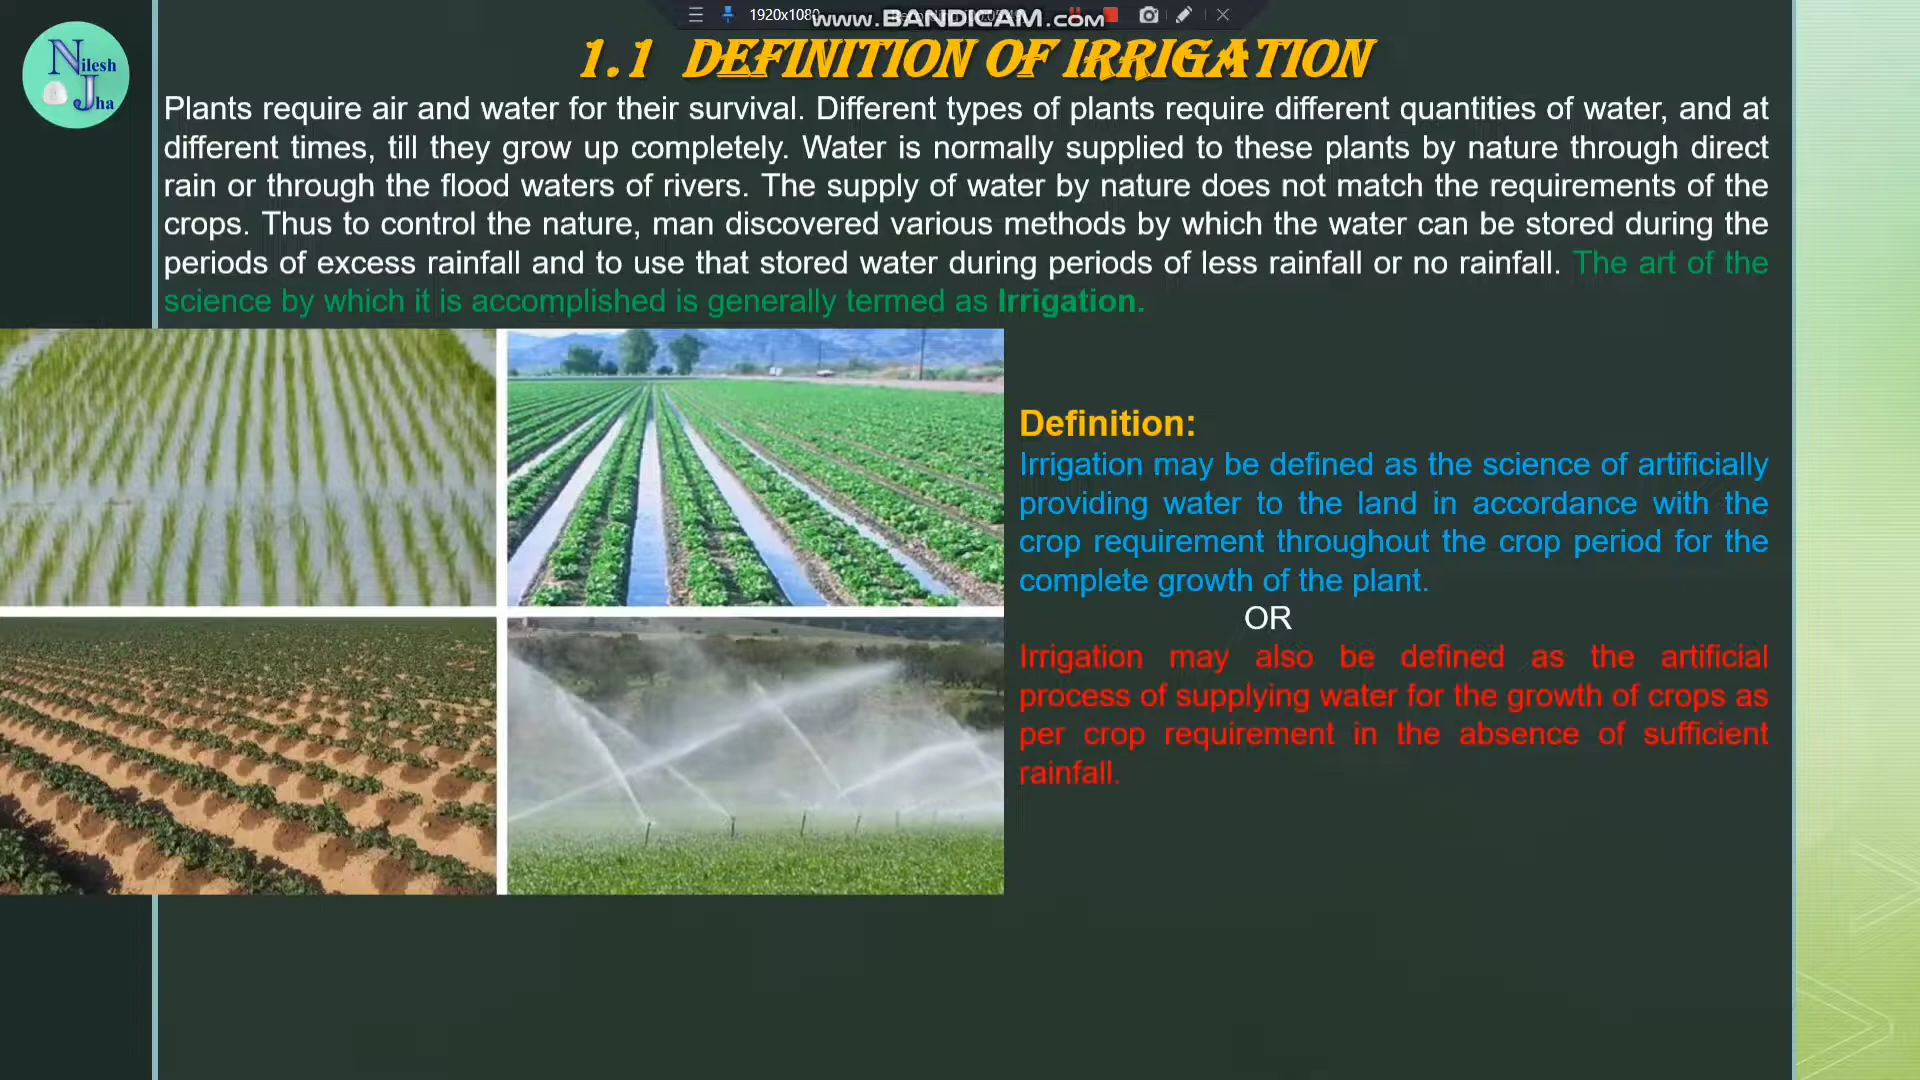 1920x1080
www.BANDICAM.com
Nilesh
Jha
1.1 DEFINITION OF IRRIGATION
Plants require air and water for their survival. Different types of plants require different quantities of water, and at
different times, till they grow up completely. Water is normally supplied to these plants by nature through direct
rain or through the flood waters of rivers. The supply of water by nature does not match the requirements of the
crops. Thus to control the nature, man discovered various methods by which the water can be stored during the
periods of excess rainfall and to use that stored water during periods of less rainfall or no rainfall. The art of the
science by which it is accomplished is generally termed as Irrigation.
Definition:
Irrigation may be defined as the science of artificially
providing water to the land in accordance with the
crop requirement throughout the crop period for the
complete growth of the plant.
OR
Irrigation may also be defined as the artificial
process of supplying water for the growth of crops as
per crop requirement in the absence of sufficient
rainfall.